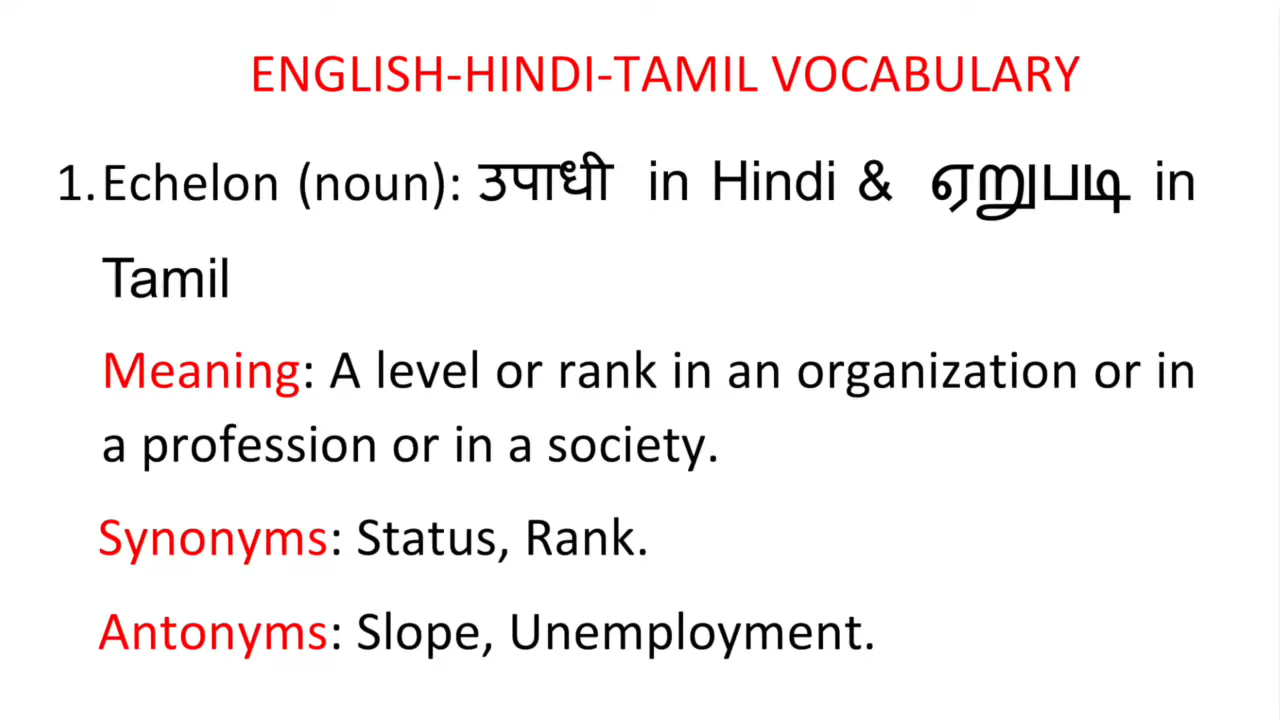 ENGLISH-HINDI-TAMIL VOCABULARY
1. Echelon (noun): उपाधी in Hindi & ஏறுபடி in
Tamil
Meaning: A level or rank in an organization or in
a profession or in a society.
Synonyms: Status, Rank.
Antonyms: Slope, Unemployment.